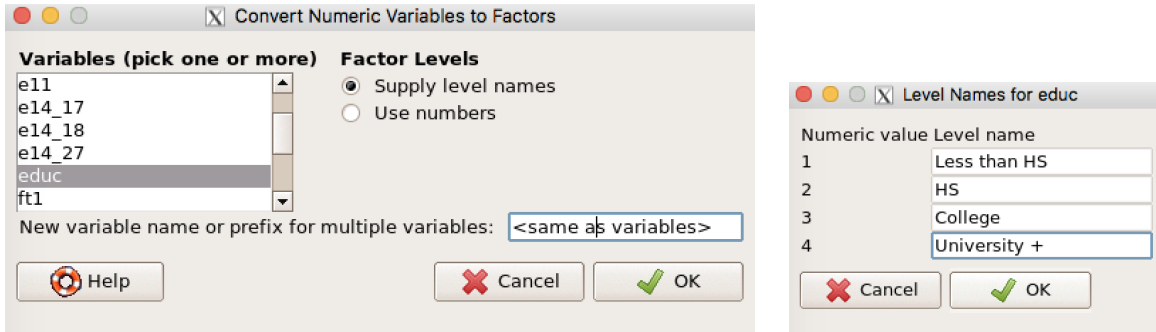 Convert Numeric Variables to Factors
Variables (pick one or more)
e11
e14_17
e14_18
e14_27
educ
ft1
Factor Levels
Supply level names
Use numbers
New variable name or prefix for multiple variables: <same as variables>
Help Cancel OK
Level Names for educ
Numeric value Level name
1 Less than HS
2 HS
3 College
4 University +
Cancel OK